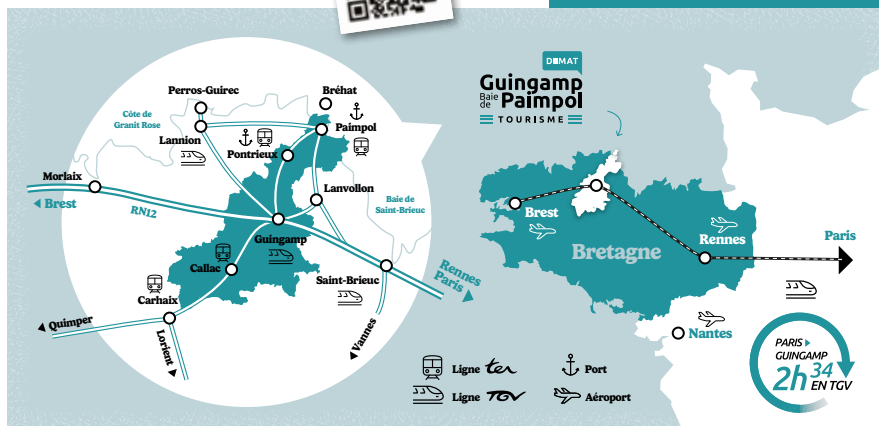 Perros-Guirec
Bréhat
Côte de
Granit Rose
Lannion
Paimpol
Pontrieux
Morlaix
◀ Brest
RN12
Lanvollon
Baie de
Saint-Brieuc
Guingamp
Callac
Carhaix
Saint-Brieuc
Rennes
Paris ▶
◀ Quimper
Lorient ▶
◀ Vannes
DEMAT
Guingamp
Baie
de Paimpol
TOURISME
Brest
Bretagne
Rennes
Paris
Nantes
PARIS ▶
GUINGAMP
2h34
EN TGV
Ligne ter
Ligne TGV
Port
Aéroport